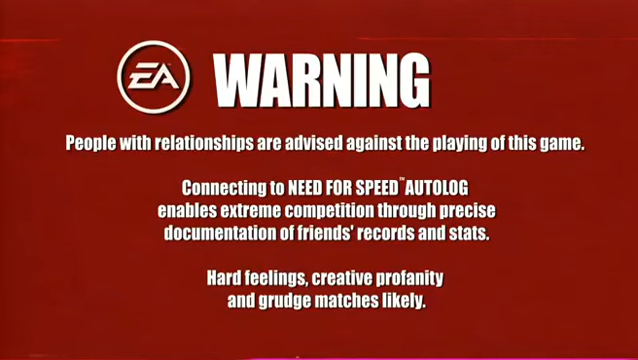 EA
WARNING
People with relationships are advised against the playing of this game.
Connecting to NEED FOR SPEED™ AUTOLOG
enables extreme competition through precise
documentation of friends' records and stats.
Hard feelings, creative profanity
and grudge matches likely.